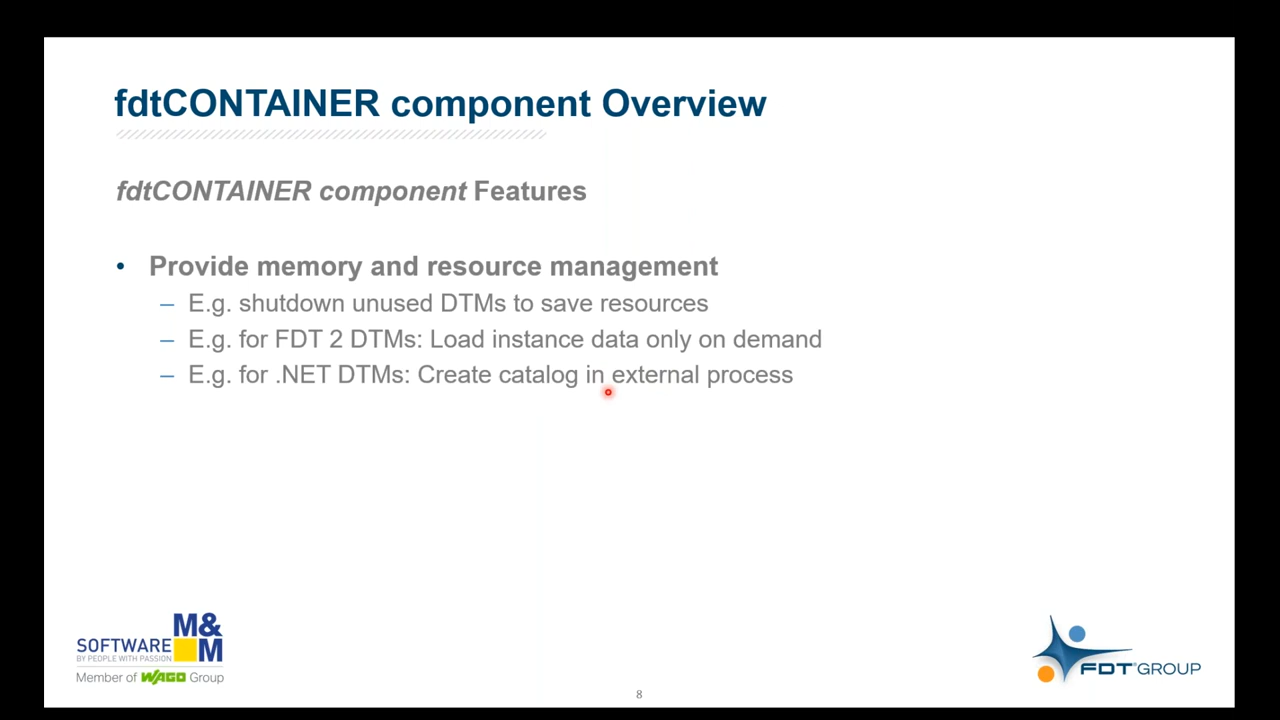 fdtCONTAINER component Overview
fdtCONTAINER component Features
• Provide memory and resource management
– E.g. shutdown unused DTMs to save resources
– E.g. for FDT 2 DTMs: Load instance data only on demand
– E.g. for .NET DTMs: Create catalog in external process
M&
SOFTWARE M
BY PEOPLE WITH PASSION
Member of WAGO Group
FDT®GROUP
8